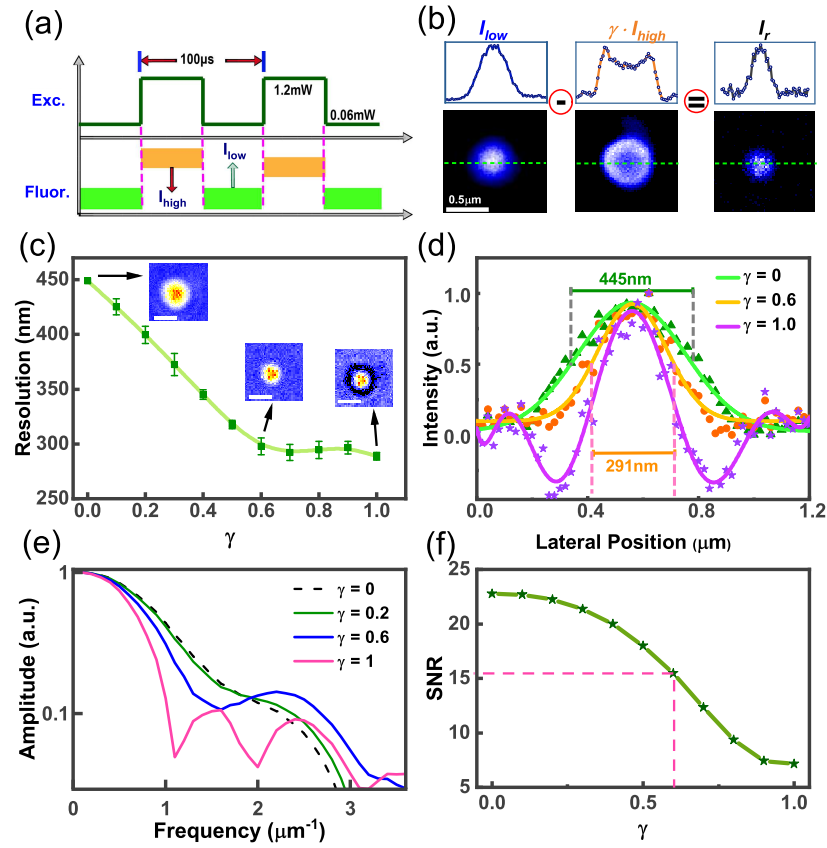 (a)
100μs
Exc.
1.2mW
0.06mW
Fluor.
I_high
I_low
(b)
I_low
γ · I_high
I_r
-
=
0.5μm
(c)
Resolution (nm)
450
400
350
300
250
0.0 0.2 0.4 0.6 0.8 1.0
γ
(d)
445nm
γ = 0
γ = 0.6
γ = 1.0
Intensity (a.u.)
1.0
0.5
0.0
291nm
0.0 0.4 0.8 1.2
Lateral Position (μm)
(e)
Amplitude (a.u.)
1
0.1
γ = 0
γ = 0.2
γ = 0.6
γ = 1
0 1 2 3
Frequency (μm⁻¹)
(f)
SNR
25
20
15
10
5
0.0 0.5 1.0
γ